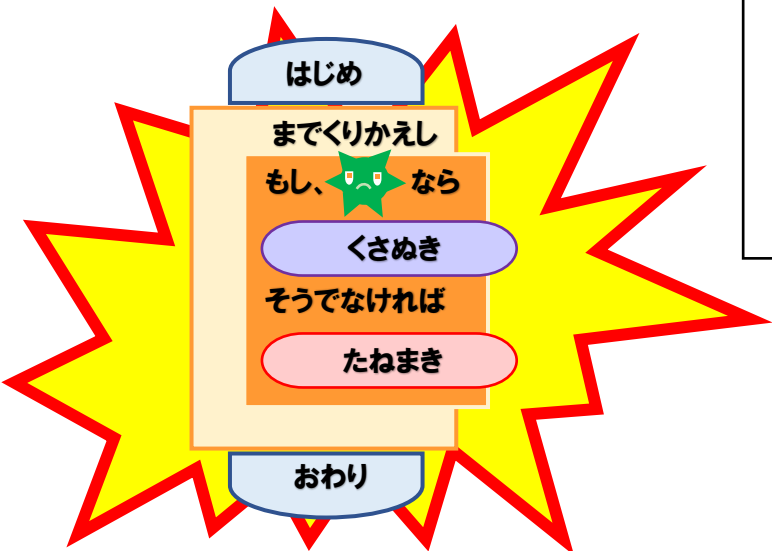 はじめ
までくりかえし
もし、なら
くさぬき
そうでなければ
たねまき
おわり